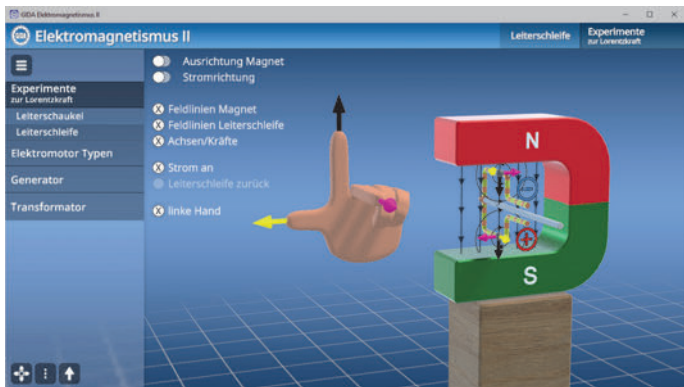 GIDA Elektromagnetismus II
Elektromagnetismus II
Leiterschleife
Experimente
zur Lorentzkraft
Experimente
zur Lorentzkraft
Leiterschaukel
Leiterschleife
Elektromotor Typen
Generator
Transformator
Ausrichtung Magnet
Stromrichtung
Feldlinien Magnet
Feldlinien Leiterschleife
Achsen/Kräfte
Strom an
Leiterschleife zurück
linke Hand
N
S